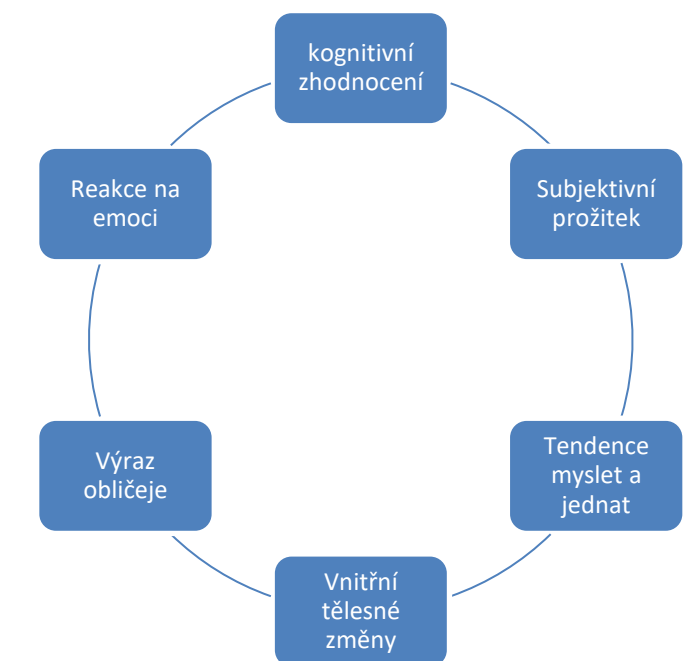 kognitivní
zhodnocení
Subjektivní
prožitek
Tendence
myslet a
jednat
Vnitřní
tělesné
změny
Výraz
obličeje
Reakce na
emoci